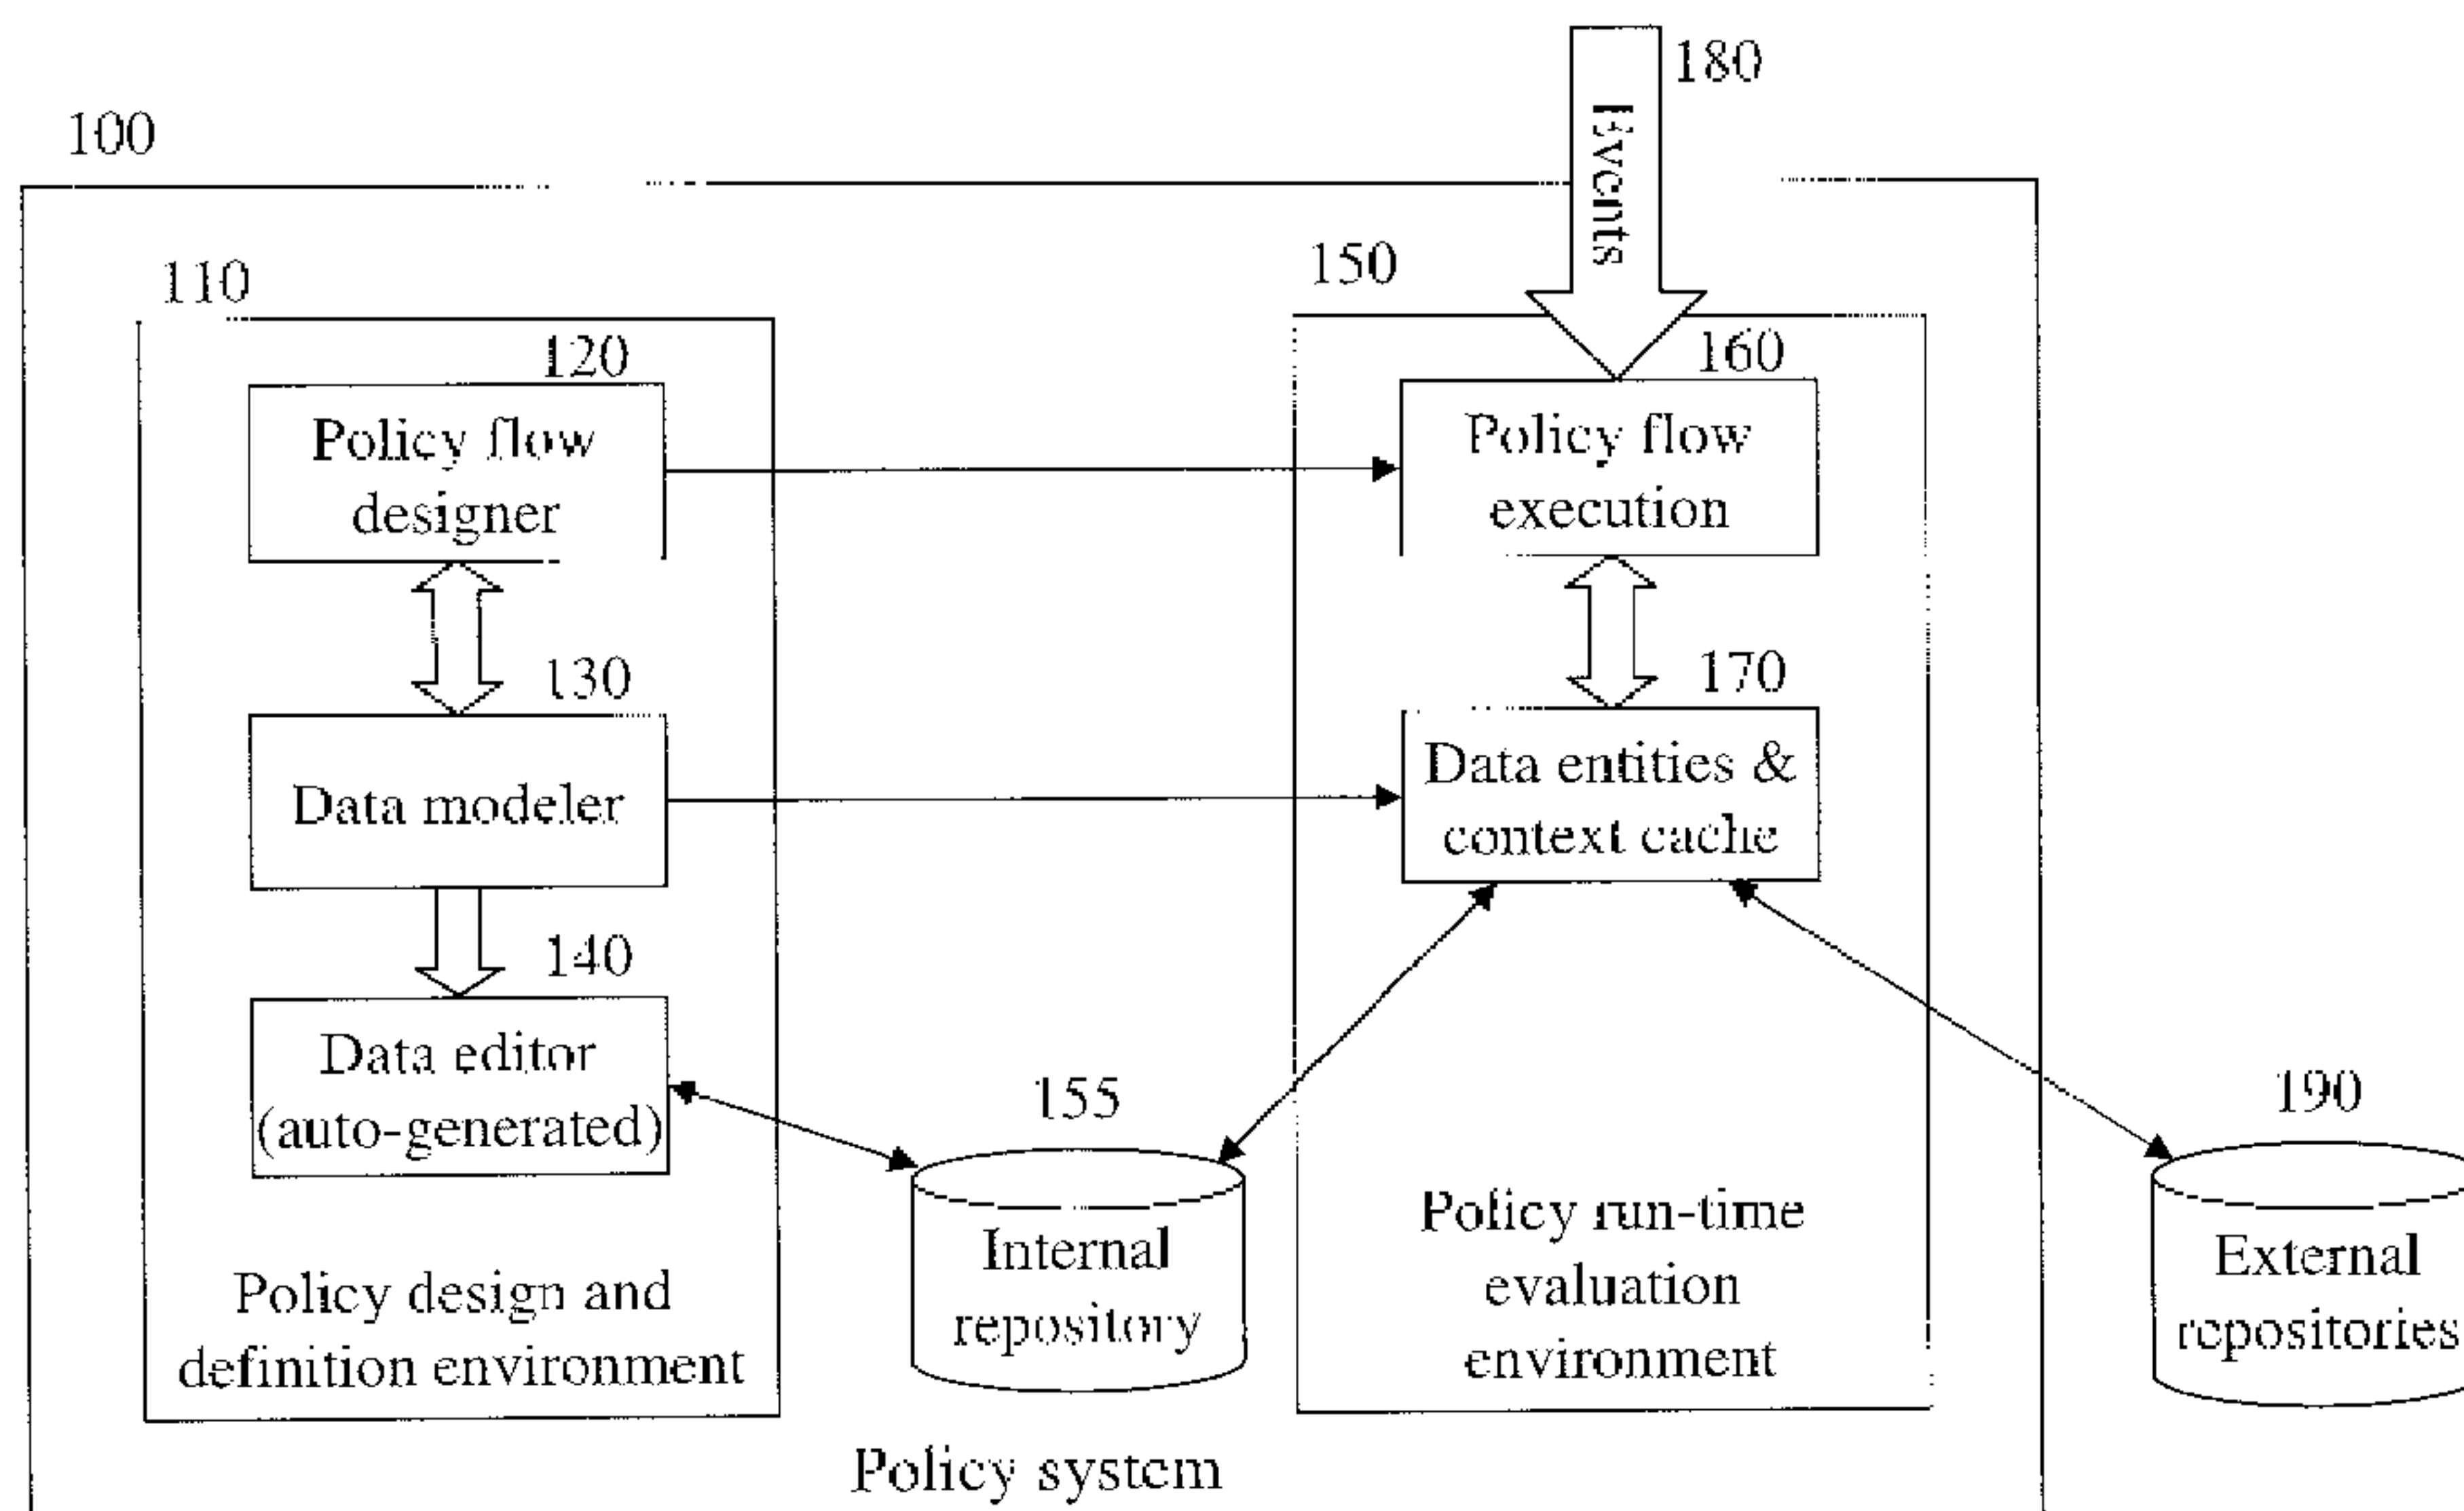 180
Events
100
150
110
120
Policy flow
designer
160
Policy flow
execution
130
Data modeler
170
Data entities &
context cache
140
Data editor
(auto-generated)
155
Internal
repository
190
External
repositories
Policy design and
definition environment
Policy run-time
evaluation
environment
Policy system